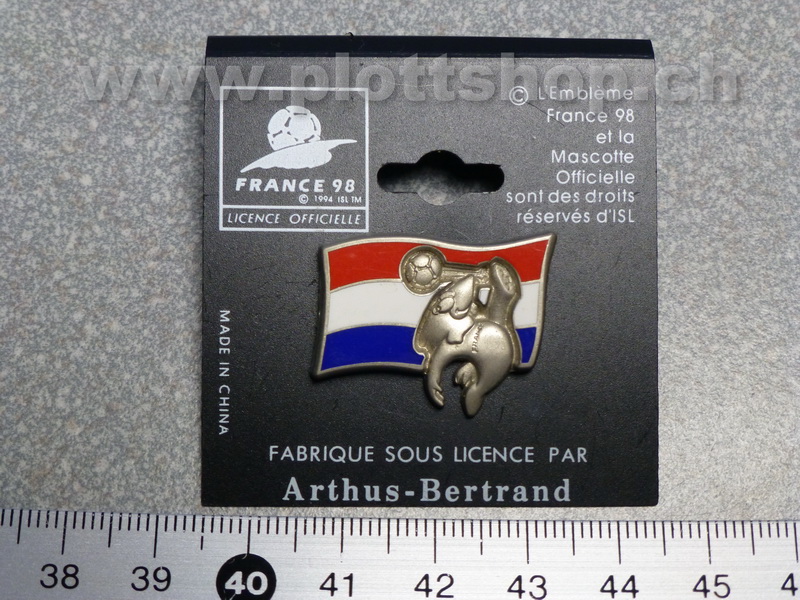 www.plottshop.ch
FRANCE 98
© 1994 ISL TM
LICENCE OFFICIELLE
© L'Emblème
France 98
et la
Mascotte
Officielle
sont des droits
réservés d'ISL
MADE IN CHINA
FRANCE
FABRIQUE SOUS LICENCE PAR
Arthus-Bertrand
38 39 40 41 42 43 44 45 4